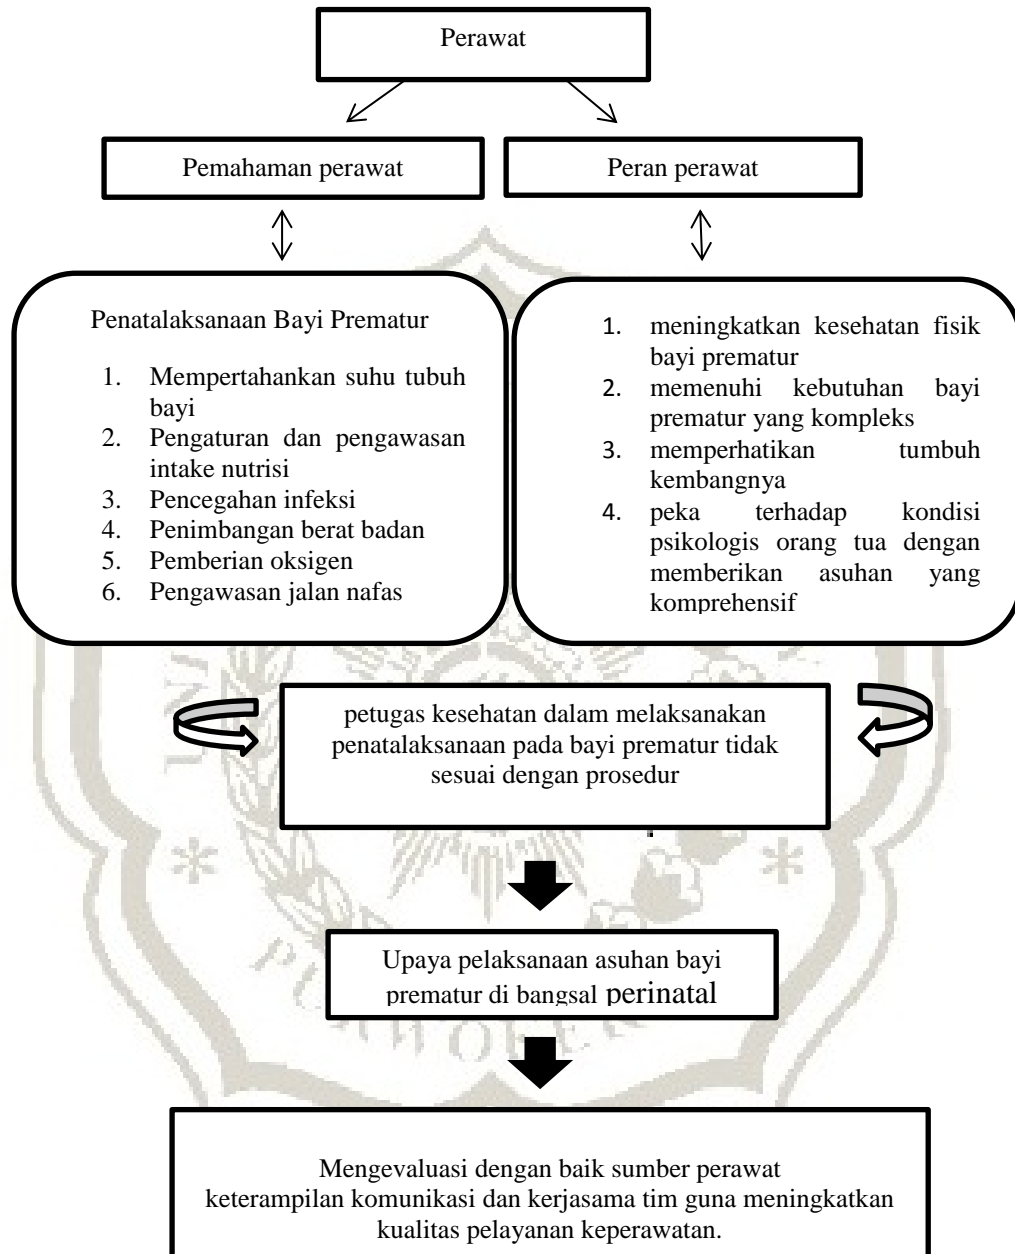 Perawat
Pemahaman perawat
Peran perawat
Penatalaksanaan Bayi Prematur
1. Mempertahankan suhu tubuh
bayi
2. Pengaturan dan pengawasan
intake nutrisi
3. Pencegahan infeksi
4. Penimbangan berat badan
5. Pemberian oksigen
6. Pengawasan jalan nafas
1. meningkatkan kesehatan fisik
bayi prematur
2. memenuhi kebutuhan bayi
prematur yang kompleks
3. memperhatikan tumbuh
kembangnya
4. peka terhadap kondisi
psikologis orang tua dengan
memberikan asuhan yang
komprehensif
petugas kesehatan dalam melaksanakan
penatalaksanaan pada bayi prematur tidak
sesuai dengan prosedur
Upaya pelaksanaan asuhan bayi
prematur di bangsal perinatal
Mengevaluasi dengan baik sumber perawat
keterampilan komunikasi dan kerjasama tim guna meningkatkan
kualitas pelayanan keperawatan.